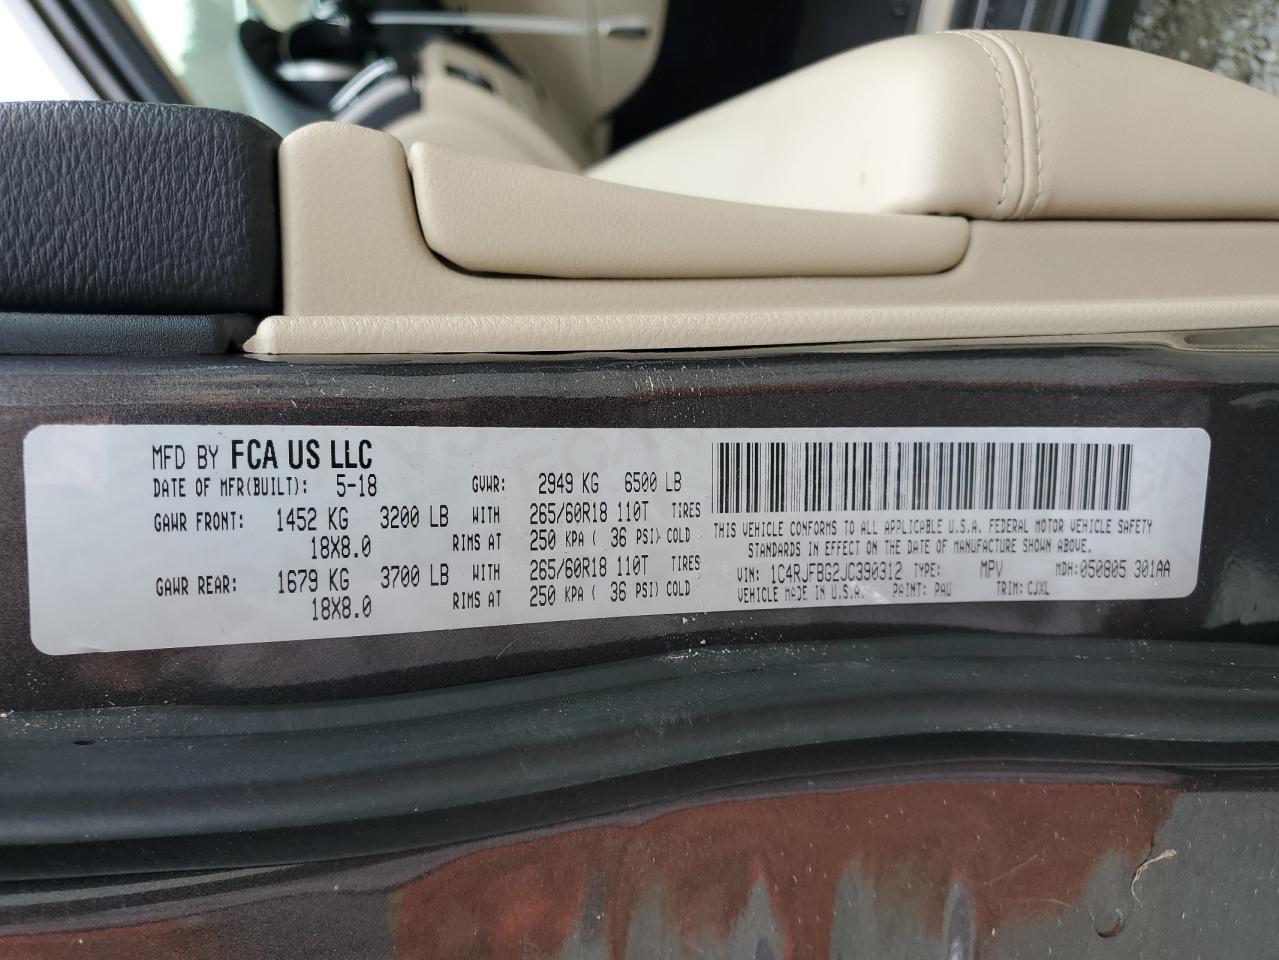 MFD BY FCA US LLC
DATE OF MFR(BUILT): 5-18 GVWR: 2949 KG 6500 LB
GAWR FRONT: 1452 KG 3200 LB WITH 265/60R18 110T TIRES
18X8.0 RIMS AT 250 KPA ( 36 PSI) COLD
GAWR REAR: 1679 KG 3700 LB WITH 265/60R18 110T TIRES
18X8.0 RIMS AT 250 KPA ( 36 PSI) COLD
THIS VEHICLE CONFORMS TO ALL APPLICABLE U.S.A. FEDERAL MOTOR VEHICLE SAFETY
STANDARDS IN EFFECT ON THE DATE OF MANUFACTURE SHOWN ABOVE.
VIN: 1C4RJFBG2JC390312 TYPE: MPV MDH:050805 301AA
VEHICLE MADE IN U.S.A. PAINT: PAU TRIM: CJXL